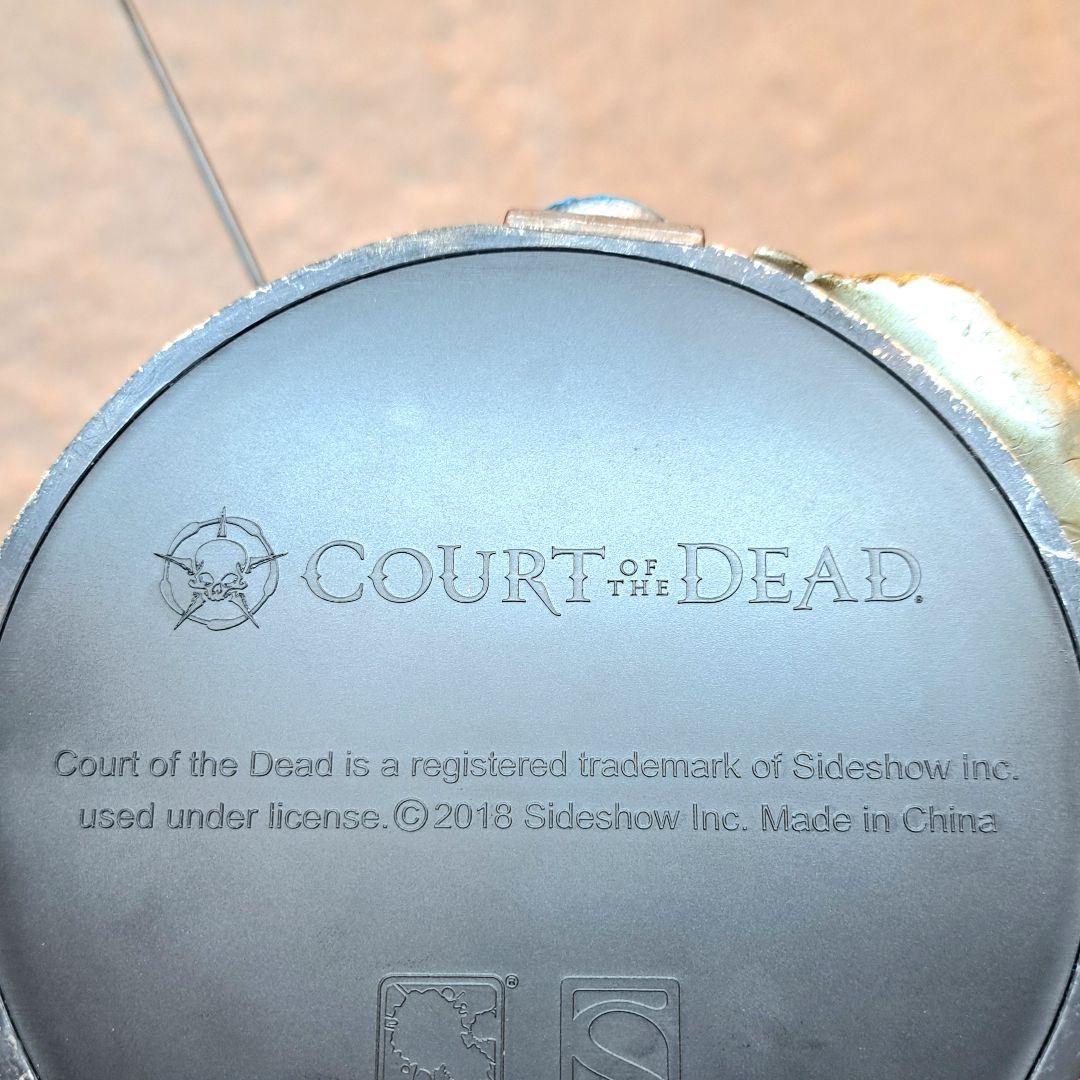 COURT OF THE DEAD®
Court of the Dead is a registered trademark of Sideshow Inc.
used under license.©2018 Sideshow Inc. Made in China
®